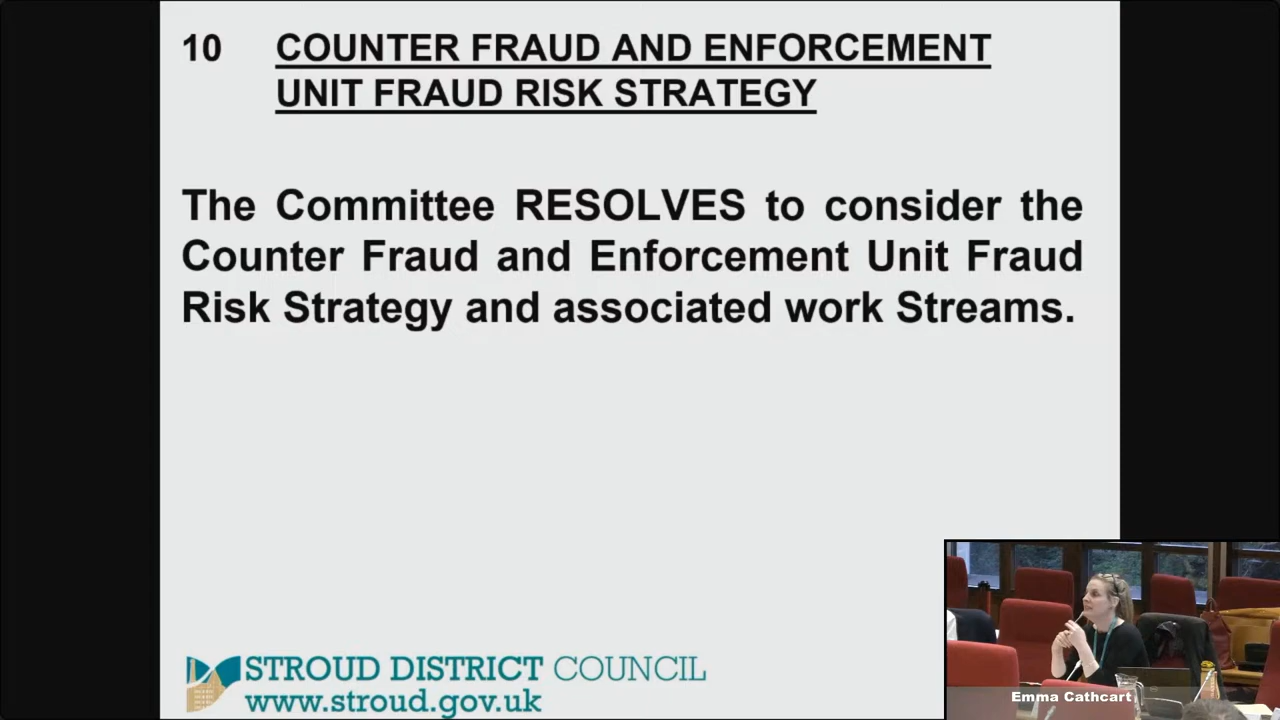 10 COUNTER FRAUD AND ENFORCEMENT
UNIT FRAUD RISK STRATEGY
The Committee RESOLVES to consider the
Counter Fraud and Enforcement Unit Fraud
Risk Strategy and associated work Streams.
STROUD DISTRICT COUNCIL
www.stroud.gov.uk
Emma Cathcart